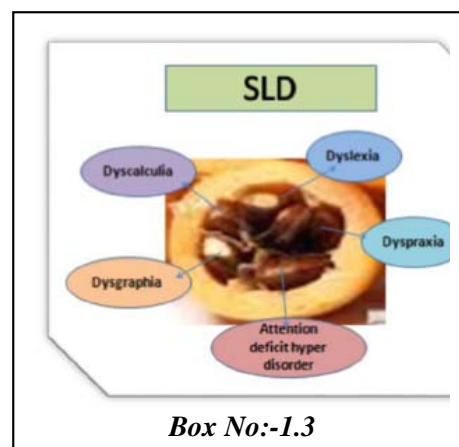 SLD
Dyslexia
Dyscalculia
Dyspraxia
Dysgraphia
Attention
deficit hyper
disorder
Box No:-1.3